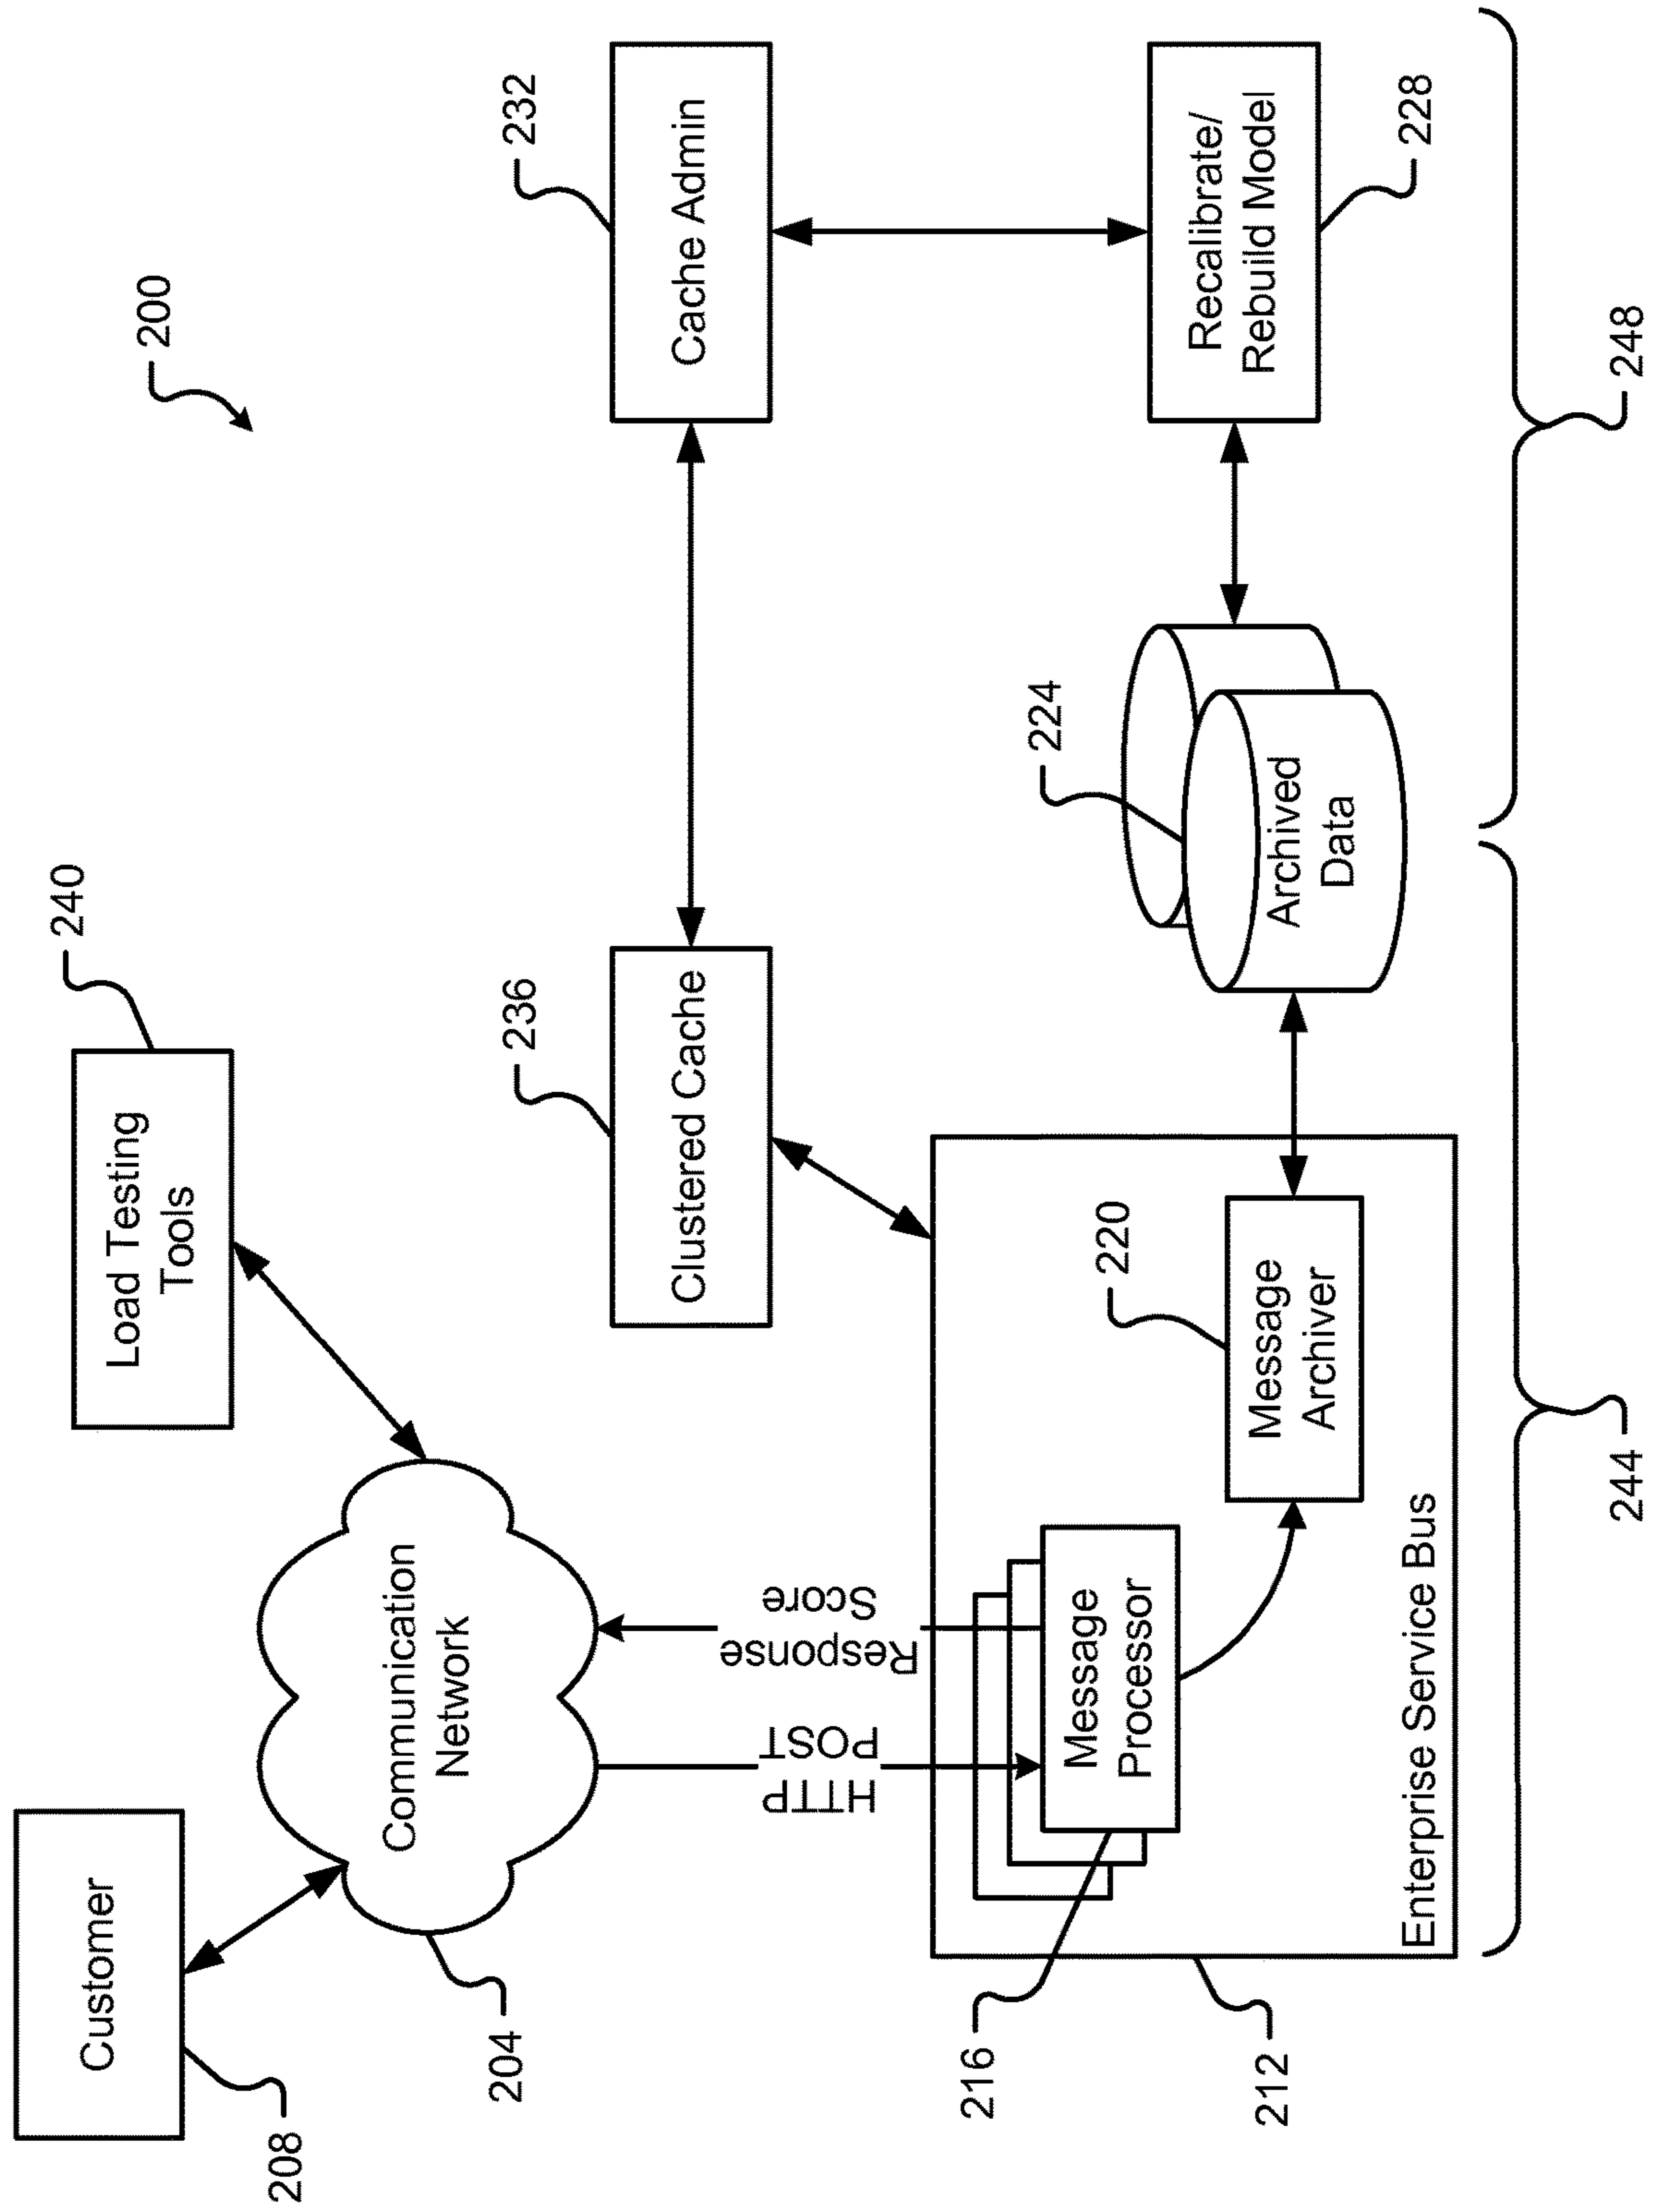 200
Customer
208
Load Testing
Tools
240
Communication
Network
204
HTTP
POST
Response
Score
Clustered Cache
236
Cache Admin
232
Message
Processor
216
Message
Archiver
220
Enterprise Service Bus
212
Archived
Data
224
Recalibrate/
Rebuild Model
228
244
248